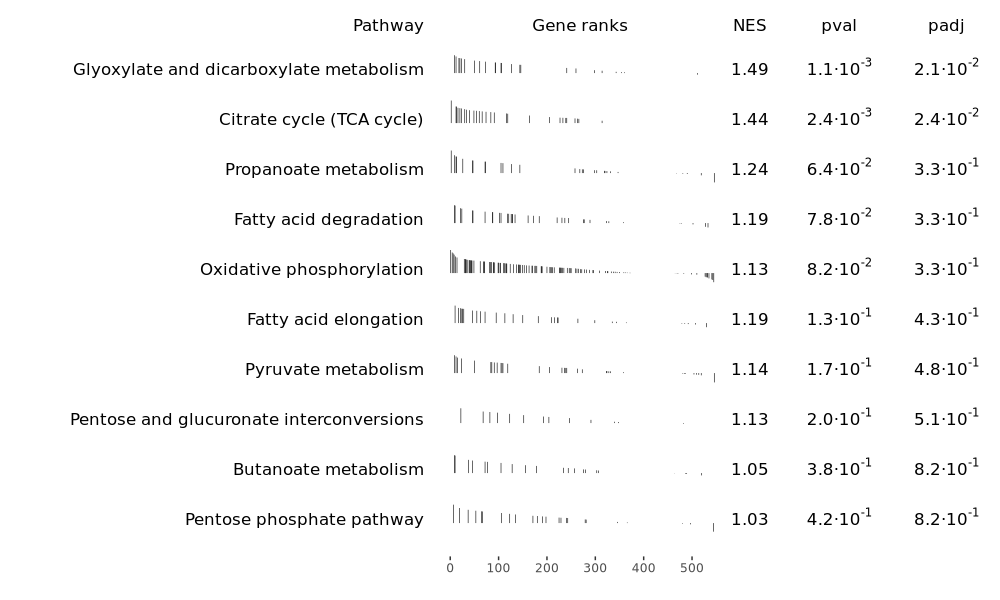 Pathway Gene ranks NES pval padj
Glyoxylate and dicarboxylate metabolism 1.49 1.1·10⁻³ 2.1·10⁻²
Citrate cycle (TCA cycle) 1.44 2.4·10⁻³ 2.4·10⁻²
Propanoate metabolism 1.24 6.4·10⁻² 3.3·10⁻¹
Fatty acid degradation 1.19 7.8·10⁻² 3.3·10⁻¹
Oxidative phosphorylation 1.13 8.2·10⁻² 3.3·10⁻¹
Fatty acid elongation 1.19 1.3·10⁻¹ 4.3·10⁻¹
Pyruvate metabolism 1.14 1.7·10⁻¹ 4.8·10⁻¹
Pentose and glucuronate interconversions 1.13 2.0·10⁻¹ 5.1·10⁻¹
Butanoate metabolism 1.05 3.8·10⁻¹ 8.2·10⁻¹
Pentose phosphate pathway 1.03 4.2·10⁻¹ 8.2·10⁻¹
0 100 200 300 400 500